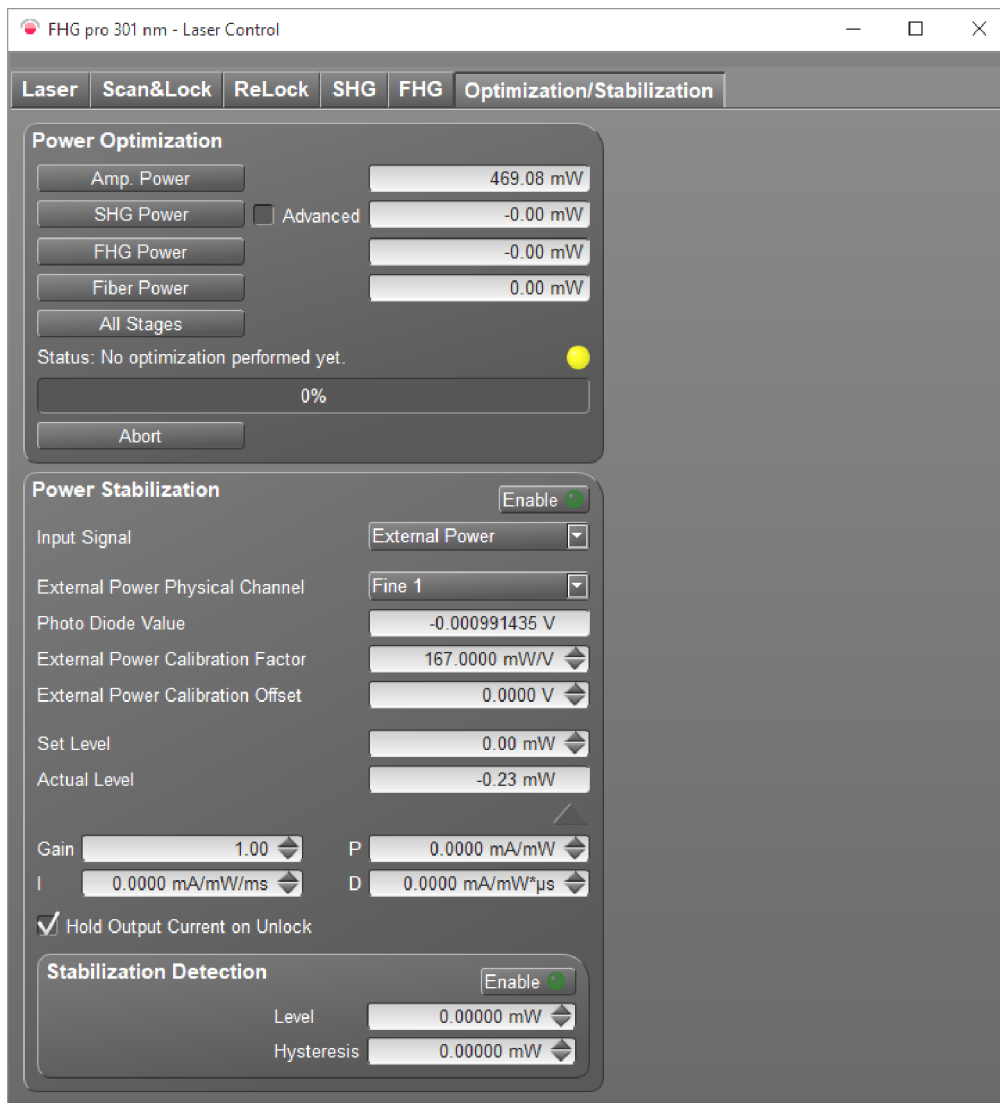 FHG pro 301 nm - Laser Control
Laser Scan&Lock ReLock SHG FHG Optimization/Stabilization
Power Optimization
Amp. Power 469.08 mW
SHG Power Advanced -0.00 mW
FHG Power -0.00 mW
Fiber Power 0.00 mW
All Stages
Status: No optimization performed yet.
0%
Abort
Power Stabilization Enable
Input Signal External Power
External Power Physical Channel Fine 1
Photo Diode Value -0.000991435 V
External Power Calibration Factor 167.0000 mW/V
External Power Calibration Offset 0.0000 V
Set Level 0.00 mW
Actual Level -0.23 mW
Gain 1.00 P 0.0000 mA/mW
I 0.0000 mA/mW/ms D 0.0000 mA/mW*µs
Hold Output Current on Unlock
Stabilization Detection Enable
Level 0.00000 mW
Hysteresis 0.00000 mW